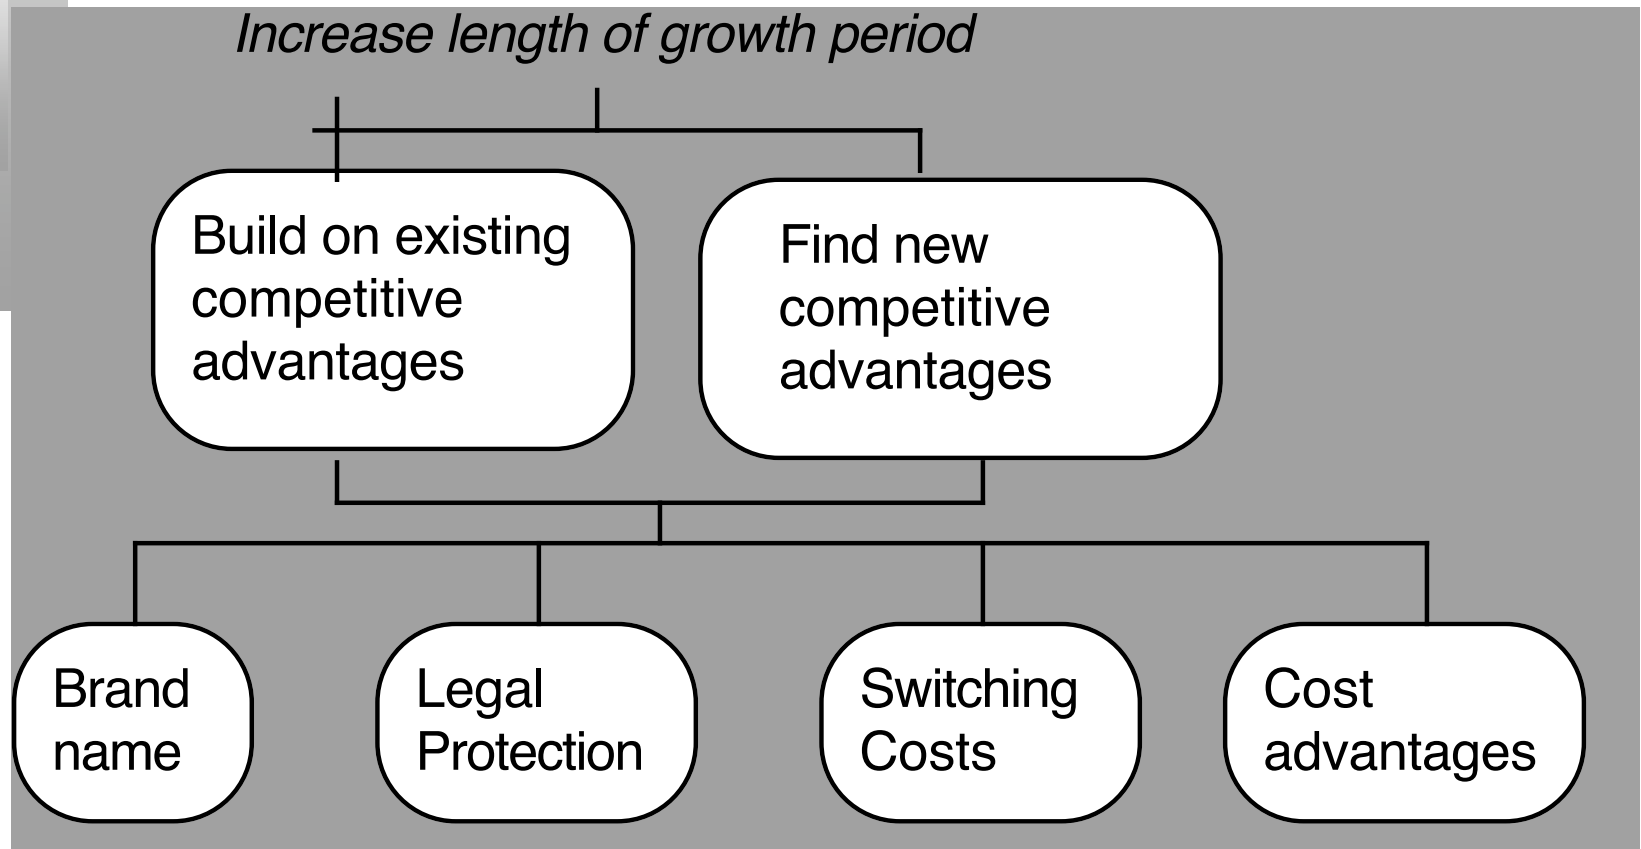 Increase length of growth period
Build on existing
competitive
advantages
Find new
competitive
advantages
Brand
name
Legal
Protection
Switching
Costs
Cost
advantages